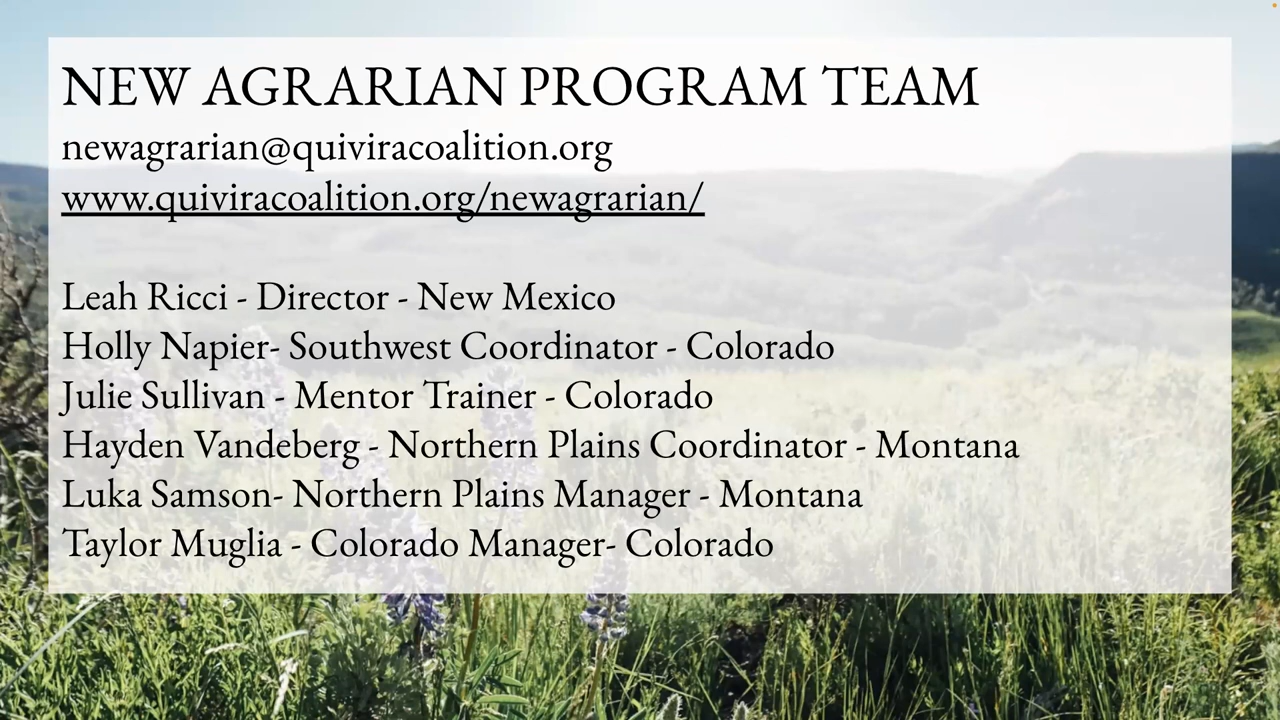 NEW AGRARIAN PROGRAM TEAM
newagrarian@quiviracoalition.org
www.quiviracoalition.org/newagrarian/
Leah Ricci - Director - New Mexico
Holly Napier- Southwest Coordinator - Colorado
Julie Sullivan - Mentor Trainer - Colorado
Hayden Vandeberg - Northern Plains Coordinator - Montana
Luka Samson- Northern Plains Manager - Montana
Taylor Muglia - Colorado Manager- Colorado